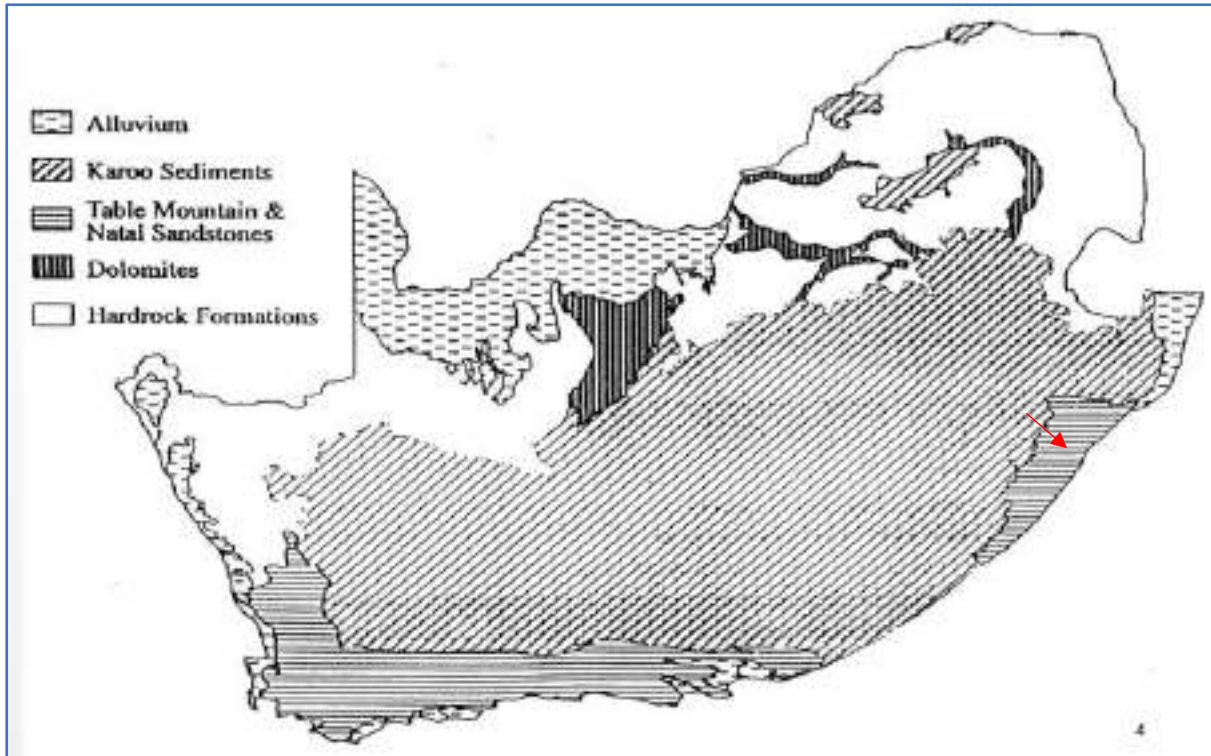 Alluvium
Karoo Sediments
Table Mountain &
Natal Sandstones
Dolomites
Hardrock Formations
4